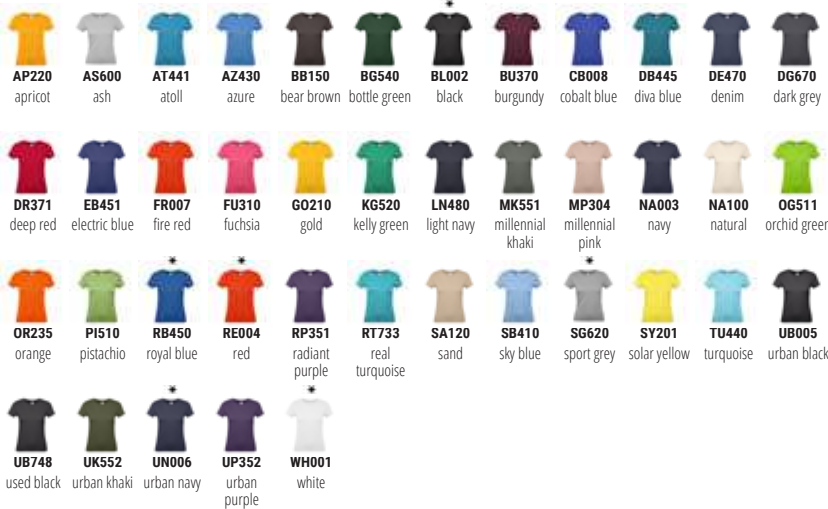 *
AP220 AS600 AT441 AZ430 BB150 BG540 BL002 BU370 CB008 DB445 DE470 DG670
apricot ash atoll azure bear brown bottle green black burgundy cobalt blue diva blue denim dark grey
DR371 EB451 FR007 FU310 GO210 KG520 LN480 MK551 MP304 NA003 NA100 OG511
deep red electric blue fire red fuchsia gold kelly green light navy millennial millennial navy natural orchid green
khaki pink
* * *
OR235 PI510 RB450 RE004 RP351 RT733 SA120 SB410 SG620 SY201 TU440 UB005
orange pistachio royal blue red radiant real sand sky blue sport grey solar yellow turquoise urban black
purple turquoise
* *
UB748 UK552 UN006 UP352 WH001
used black urban khaki urban navy urban white
purple